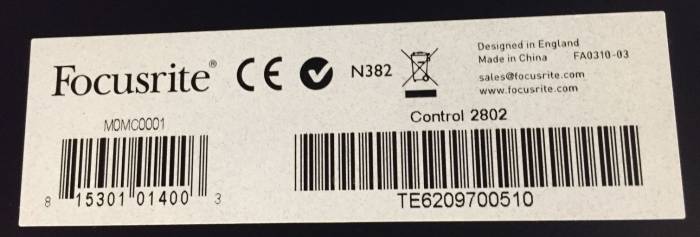 Focusrite®
CE
N382
Designed in England
Made in China FA0310-03
sales@focusrite.com
www.focusrite.com
MOMC0001
8 15301 01400 3
Control 2802
TE6209700510